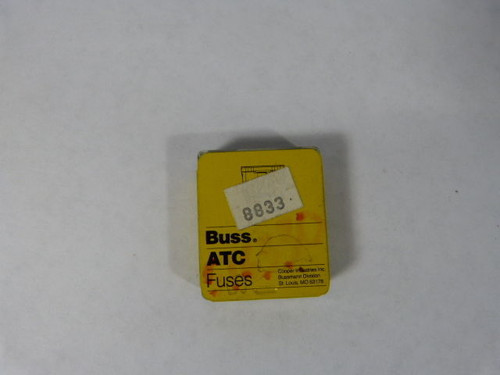 8833
Buss®
ATC
Fuses
Cooper Industries Inc.
Bussmann Division
St. Louis, MO 63178